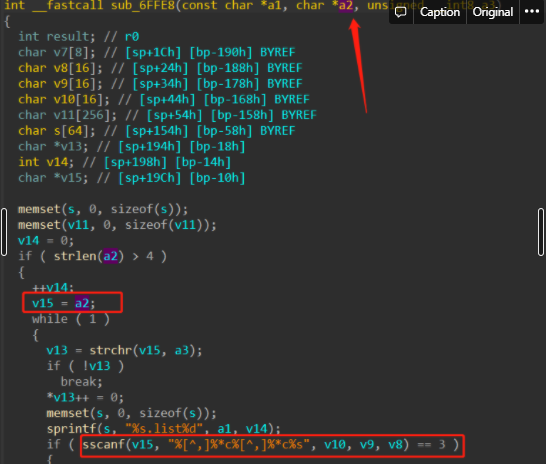 int __fastcall sub_6FFE8(const char *a1, char *a2, unsigned __int8 a3)
Caption Original
{
int result; // r0
char v7[8]; // [sp+1Ch] [bp-190h] BYREF
char v8[16]; // [sp+24h] [bp-188h] BYREF
char v9[16]; // [sp+34h] [bp-178h] BYREF
char v10[16]; // [sp+44h] [bp-168h] BYREF
char v11[256]; // [sp+54h] [bp-158h] BYREF
char s[64]; // [sp+154h] [bp-58h] BYREF
char *v13; // [sp+194h] [bp-18h]
int v14; // [sp+198h] [bp-14h]
char *v15; // [sp+19Ch] [bp-10h]
memset(s, 0, sizeof(s));
memset(v11, 0, sizeof(v11));
v14 = 0;
if ( strlen(a2) > 4 )
{
++v14;
v15 = a2;
while ( 1 )
{
v13 = strchr(v15, a3);
if ( !v13 )
break;
*v13++ = 0;
memset(s, 0, sizeof(s));
sprintf(s, "%s.list%d", a1, v14);
if ( sscanf(v15, "%[^,]%*c%[^,]%*c%s", v10, v9, v8) == 3 )
{